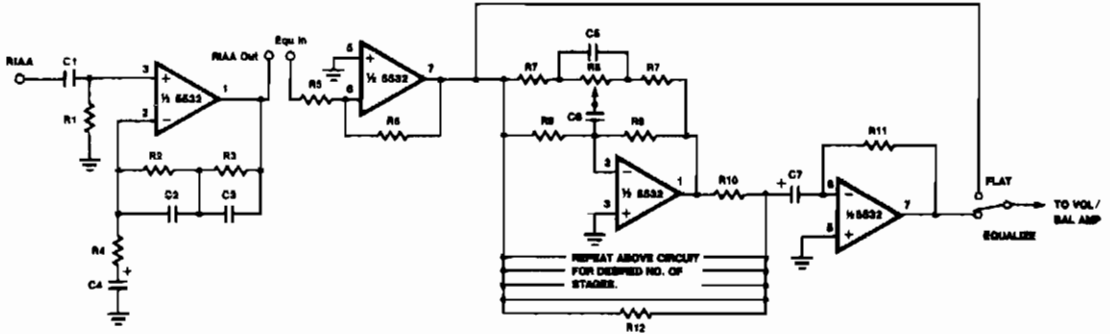 RIAA
C1
R1
3
2
1
+
−
½ 5532
R2
R3
C2
C3
R4
+
C4
RIAA Out
Equ In
R5
5
6
7
+
−
½ 5532
R6
C5
R7
R8
R7
C6
R9
R9
2
3
1
−
+
½ 5532
R10
+
C7
R11
6
5
7
−
+
½ 5532
FLAT
EQUALIZE
TO VOL/
BAL AMP
REPEAT ABOVE CIRCUIT
FOR DESIRED NO. OF
STAGES.
R12